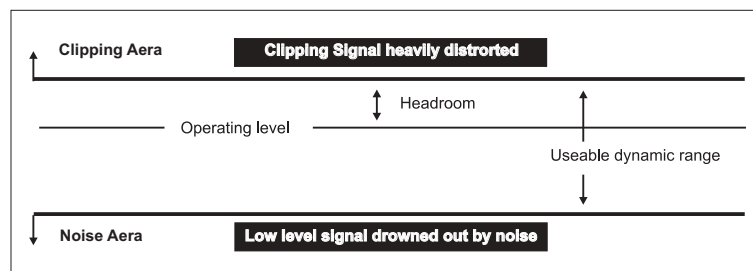 Clipping Aera
Clipping Signal heavily distrorted
Headroom
Operating level
Useable dynamic range
Noise Aera
Low level signal drowned out by noise